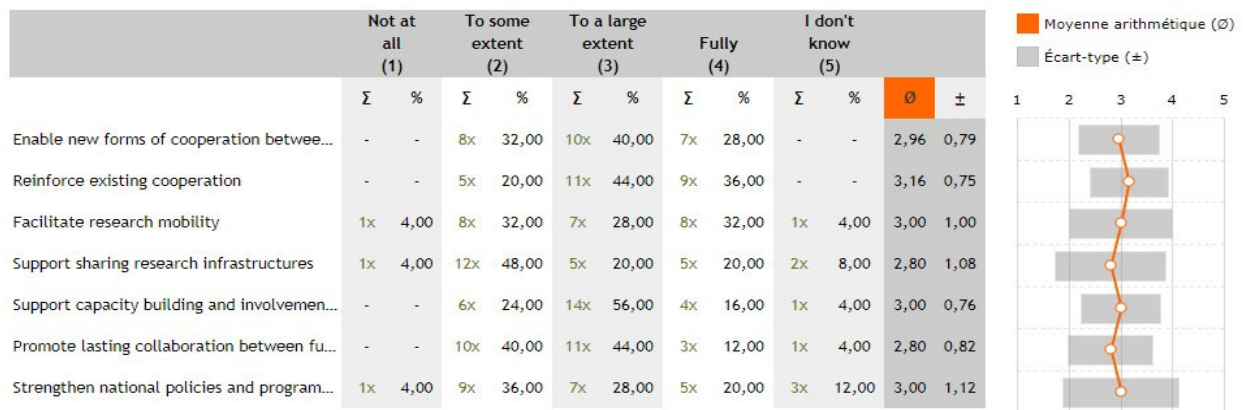 Not at all (1) To some extent (2) To a large extent (3) Fully (4) I don't know (5)
Moyenne arithmétique (Ø)
Écart-type (±)
Σ % Σ % Σ % Σ % Σ % Ø ±
1 2 3 4 5
Enable new forms of cooperation betwee... - - 8x 32,00 10x 40,00 7x 28,00 - - 2,96 0,79
Reinforce existing cooperation - - 5x 20,00 11x 44,00 9x 36,00 - - 3,16 0,75
Facilitate research mobility 1x 4,00 8x 32,00 7x 28,00 8x 32,00 1x 4,00 3,00 1,00
Support sharing research infrastructures 1x 4,00 12x 48,00 5x 20,00 5x 20,00 2x 8,00 2,80 1,08
Support capacity building and involvemen... - - 6x 24,00 14x 56,00 4x 16,00 1x 4,00 3,00 0,76
Promote lasting collaboration between fu... - - 10x 40,00 11x 44,00 3x 12,00 1x 4,00 2,80 0,82
Strengthen national policies and program... 1x 4,00 9x 36,00 7x 28,00 5x 20,00 3x 12,00 3,00 1,12